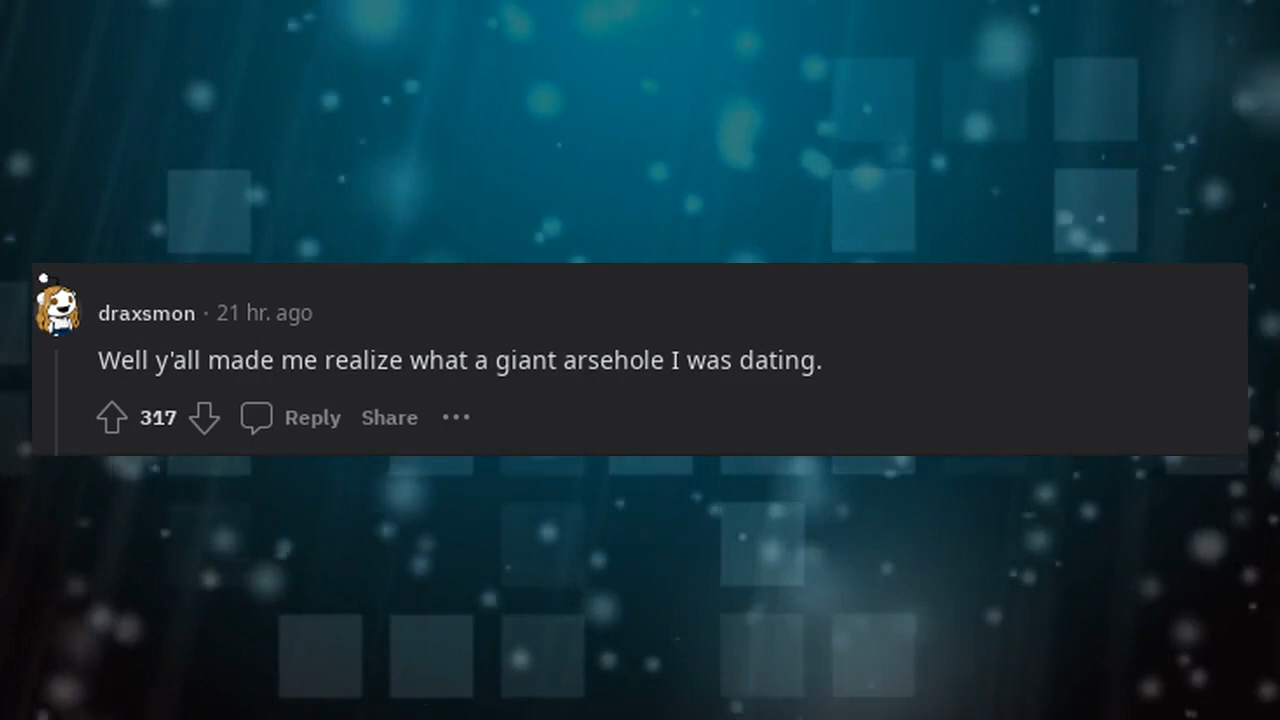 draxsmon · 21 hr. ago
Well y'all made me realize what a giant arsehole I was dating.
317 Reply Share ···